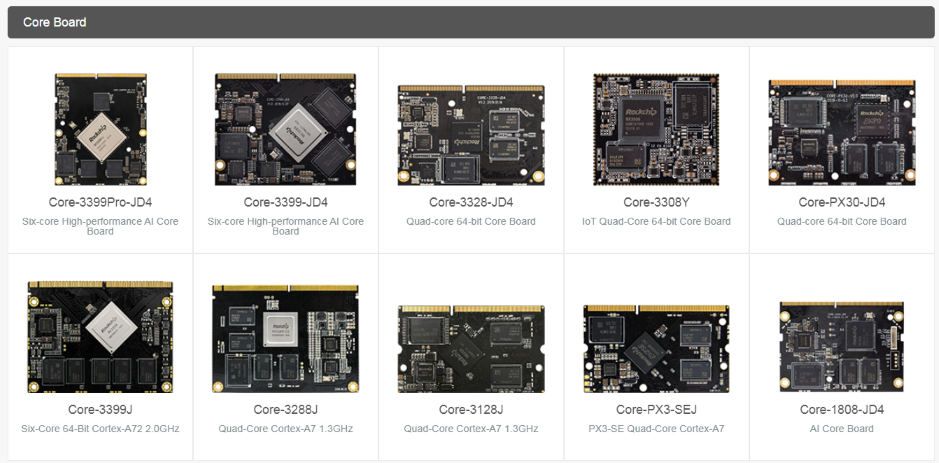 Core Board
Core-3399Pro-JD4
Six-core High-performance AI Core
Board
Core-3399-JD4
Six-core High-performance AI Core
Board
Core-3328-JD4
Quad-core 64-bit Core Board
Core-3308Y
IoT Quad-Core 64-bit Core Board
Core-PX30-JD4
Quad-core 64-bit Core Board
Core-3399J
Six-Core 64-Bit Cortex-A72 2.0GHz
Core-3288J
Quad-Core Cortex-A7 1.3GHz
Core-3128J
Quad-Core Cortex-A7 1.3GHz
Core-PX3-SEJ
PX3-SE Quad-Core Cortex-A7
Core-1808-JD4
AI Core Board